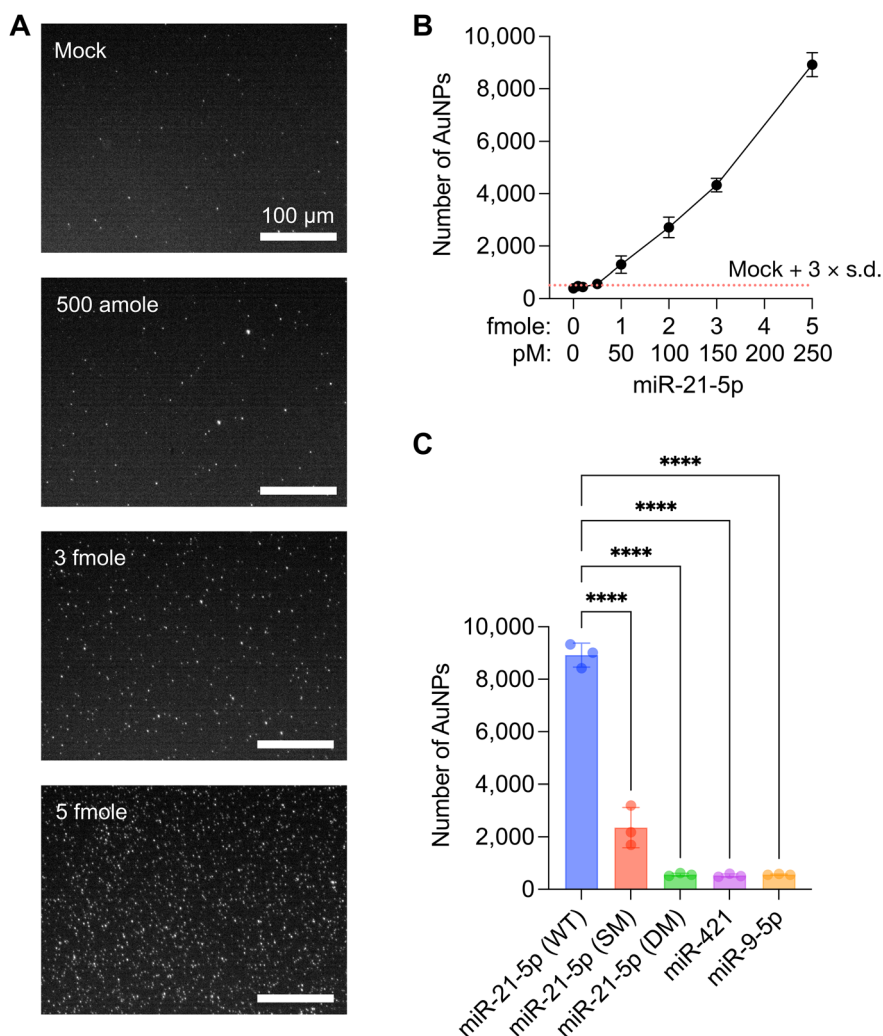 A
Mock
100 µm
500 amole
3 fmole
5 fmole
B
10,000
8,000
6,000
4,000
2,000
0
Number of AuNPs
Mock + 3 × s.d.
fmole: 0 1 2 3 4 5
pM: 0 50 100 150 200 250
miR-21-5p
C
****
****
****
****
10,000
8,000
6,000
4,000
2,000
0
Number of AuNPs
miR-21-5p (WT)
miR-21-5p (SM)
miR-21-5p (DM)
miR-421
miR-9-5p